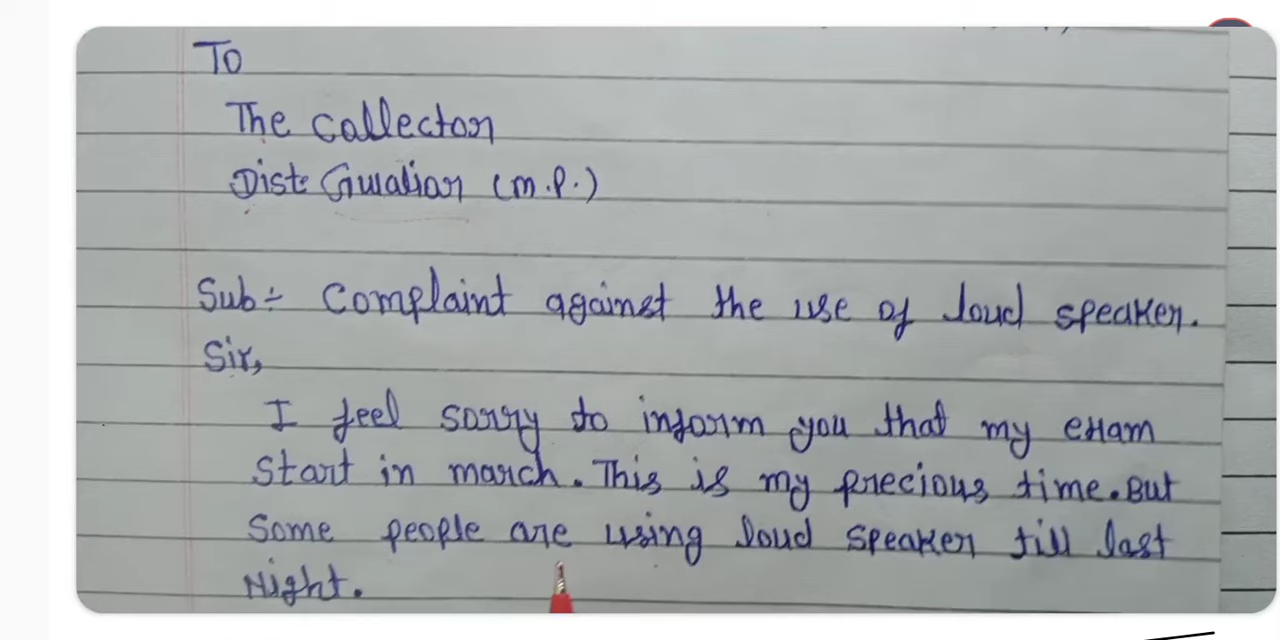 To
The collector
Dist: Gwalior (m.p.)
Sub:- Complaint against the use of loud speaker.
Sir,
I feel sorry to inform you that my exam
start in march. This is my precious time. But
some people are using loud speaker till last
Night.